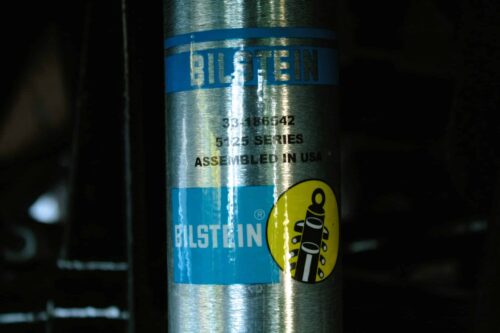 BILSTEIN
33-186542
5125 SERIES
ASSEMBLED IN USA
BILSTEIN®